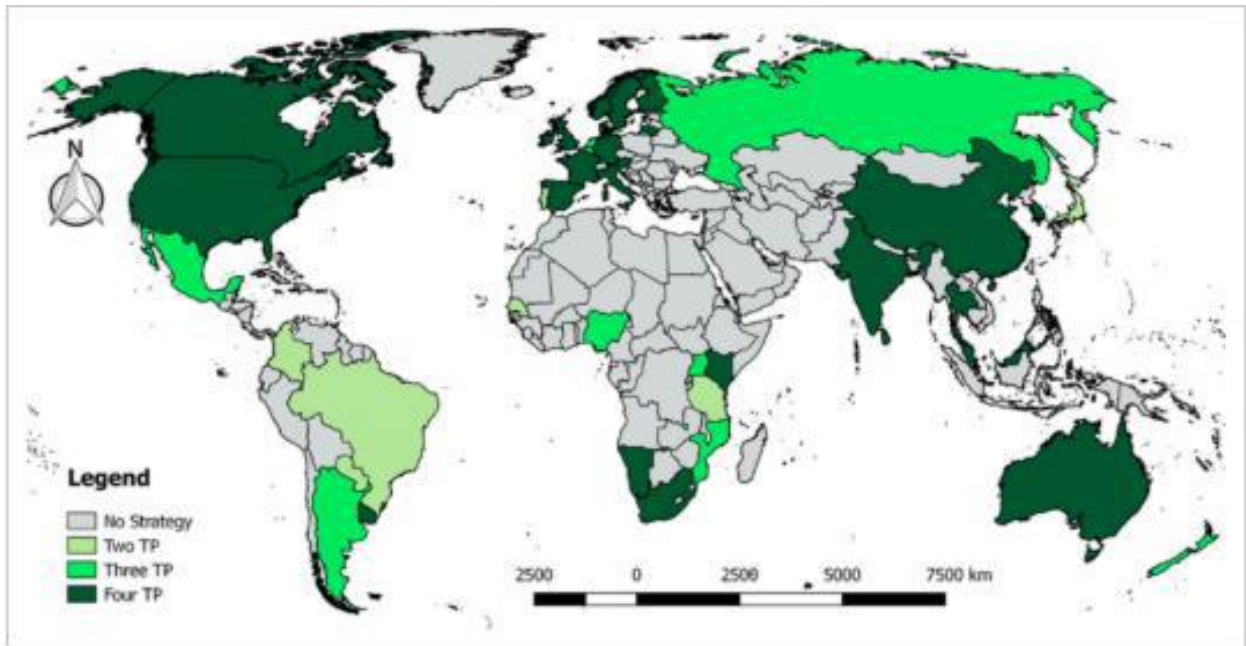 N
Legend
No Strategy
Two TP
Three TP
Four TP
2500 0 2500 5000 7500 km